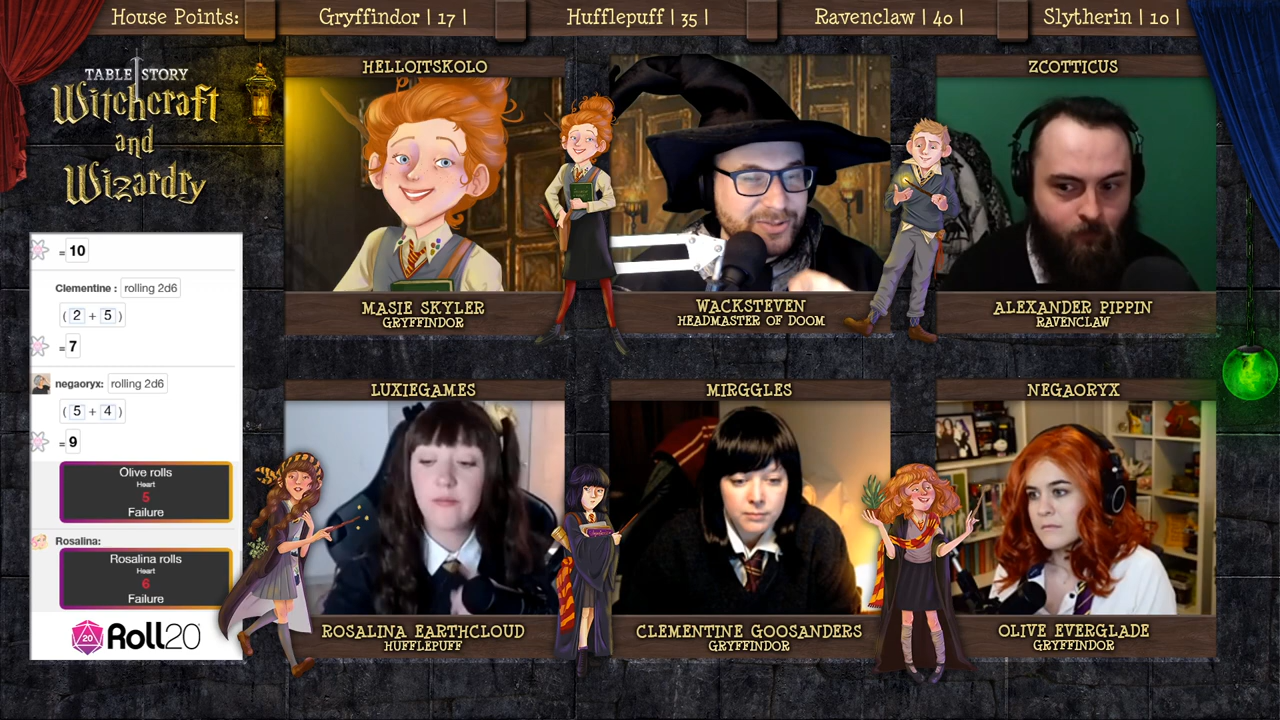 House Points:
Gryffindor | 17 |
Hufflepuff | 35 |
Ravenclaw | 40 |
Slytherin | 10 |
TABLE STORY
Witchcraft
and
Wizardry
= 10
Clementine : rolling 2d6
( 2 + 5 )
= 7
negaoryx: rolling 2d6
( 5 + 4 )
= 9
Olive rolls
Heart
5
Failure
Rosalina:
Rosalina rolls
Heart
6
Failure
20 Roll20
HELLOITSKOLO
MASIE SKYLER
GRYFFINDOR
WACKSTEVEN
HEADMASTER OF DOOM
ZCOTTICUS
ALEXANDER PIPPIN
RAVENCLAW
LUXIEGAMES
ROSALINA EARTHCLOUD
HUFFLEPUFF
MIRGGLES
CLEMENTINE GOOSANDERS
GRYFFINDOR
NEGAORYX
OLIVE EVERGLADE
GRYFFINDOR